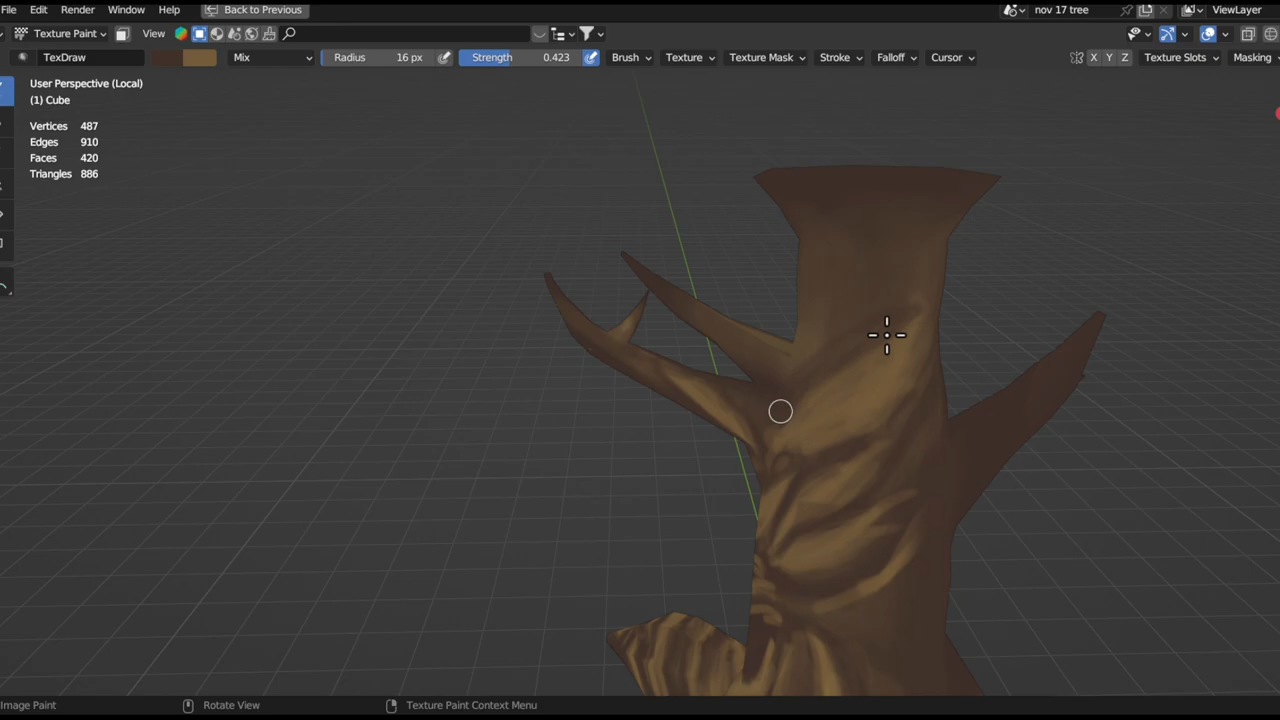 File Edit Render Window Help Back to Previous nov 17 tree ViewLayer
Texture Paint View
TexDraw Mix Radius 16 px Strength 0.423 Brush Texture Texture Mask Stroke Falloff Cursor X Y Z Texture Slots Masking
User Perspective (Local)
(1) Cube
Vertices 487
Edges 910
Faces 420
Triangles 886
Image Paint Rotate View Texture Paint Context Menu